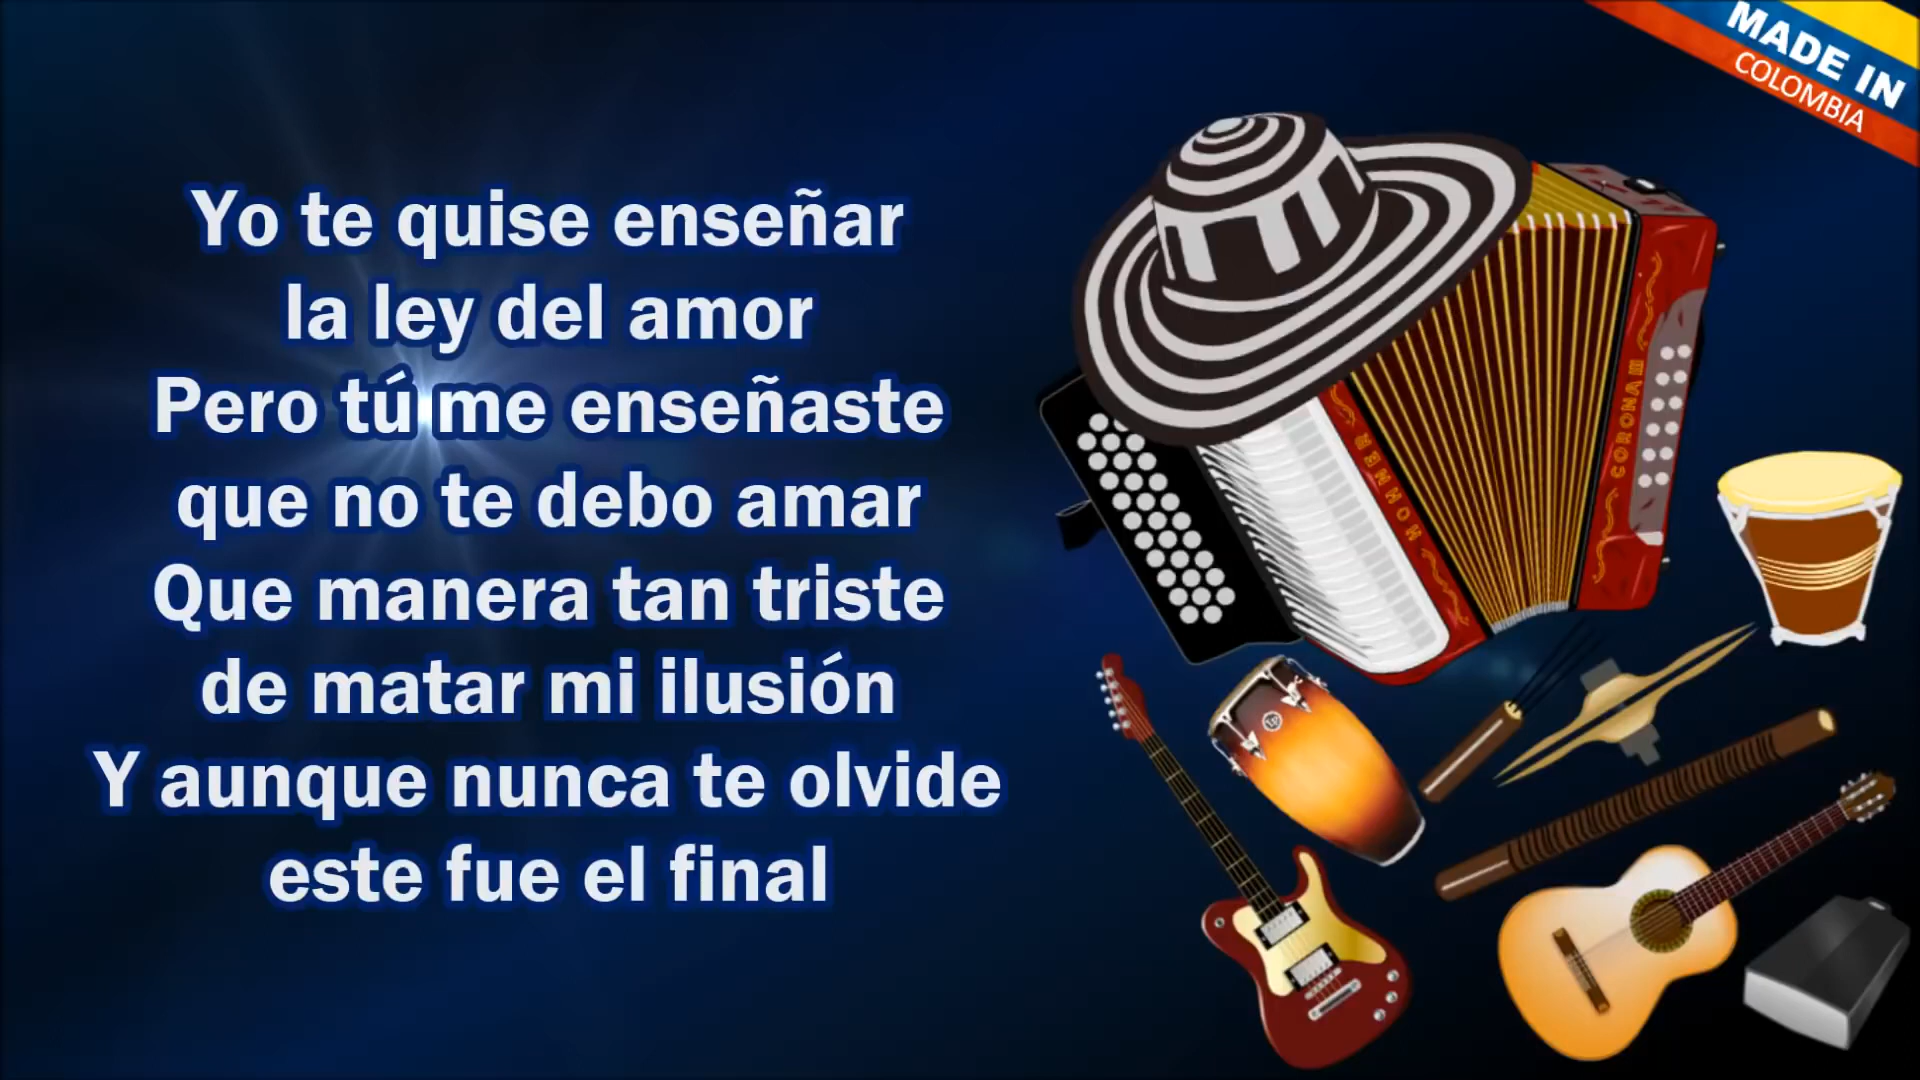 MADE IN
COLOMBIA
Yo te quise enseñar
la ley del amor
Pero tú me enseñaste
que no te debo amar
Que manera tan triste
de matar mi ilusión
Y aunque nunca te olvide
este fue el final
HOHNER
CORONA III
LP